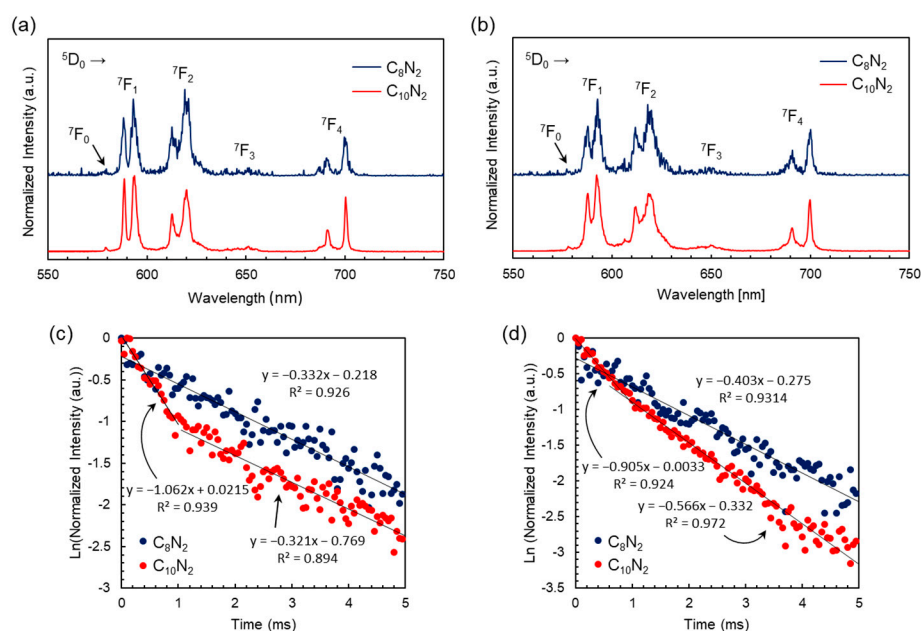 (a)
Normalized Intensity (a.u.)
⁵D₀ →
⁷F₀
⁷F₁
⁷F₂
⁷F₃
⁷F₄
C₈N₂
C₁₀N₂
550 600 650 700 750
Wavelength (nm)
(b)
Normalized Intensity (a.u.)
⁵D₀ →
⁷F₀
⁷F₁
⁷F₂
⁷F₃
⁷F₄
C₈N₂
C₁₀N₂
550 600 650 700 750
Wavelength [nm]
(c)
Ln(Normalized Intensity (a.u.))
0
-0.5
-1
-1.5
-2
-2.5
-3
y = −0.332x − 0.218
R² = 0.926
y = −1.062x + 0.0215
R² = 0.939
y = −0.321x − 0.769
R² = 0.894
C₈N₂
C₁₀N₂
0 1 2 3 4 5
Time (ms)
(d)
Ln (Normalized Intensity (a.u.))
0
-0.5
-1
-1.5
-2
-2.5
-3
-3.5
y = −0.403x − 0.275
R² = 0.9314
y = −0.905x − 0.0033
R² = 0.924
y = −0.566x − 0.332
R² = 0.972
C₈N₂
C₁₀N₂
0 1 2 3 4 5
Time (ms)